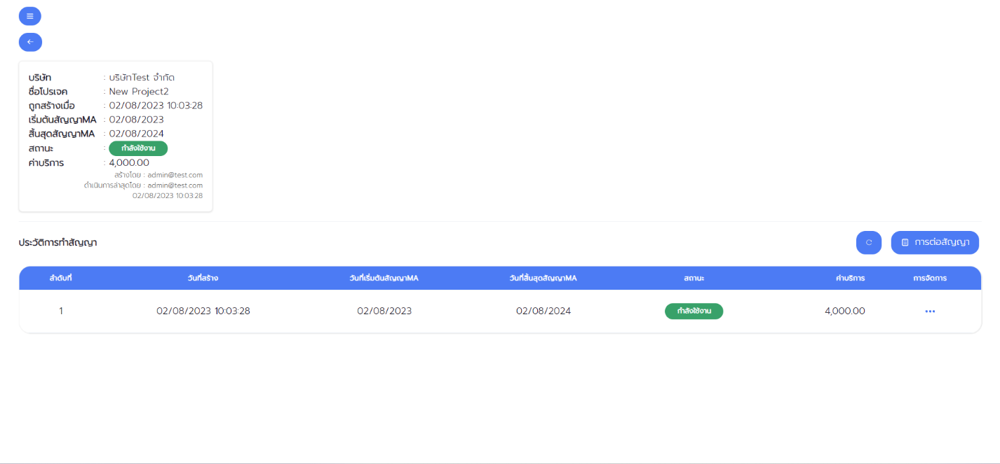 บริษัท : บริษัทTest จำกัด
ชื่อโปรเจค : New Project2
ถูกสร้างเมื่อ : 02/08/2023 10:03:28
เริ่มต้นสัญญาMA : 02/08/2023
สิ้นสุดสัญญาMA : 02/08/2024
สถานะ : กำลังใช้งาน
ค่าบริการ : 4,000.00
สร้างโดย : admin@test.com
ดำเนินการล่าสุดโดย : admin@test.com
02/08/2023 10:03:28
ประวัติการทำสัญญา การต่อสัญญา
ลำดับที่ วันที่สร้าง วันที่เริ่มต้นสัญญาMA วันที่สิ้นสุดสัญญาMA สถานะ ค่าบริการ การจัดการ
1 02/08/2023 10:03:28 02/08/2023 02/08/2024 กำลังใช้งาน 4,000.00